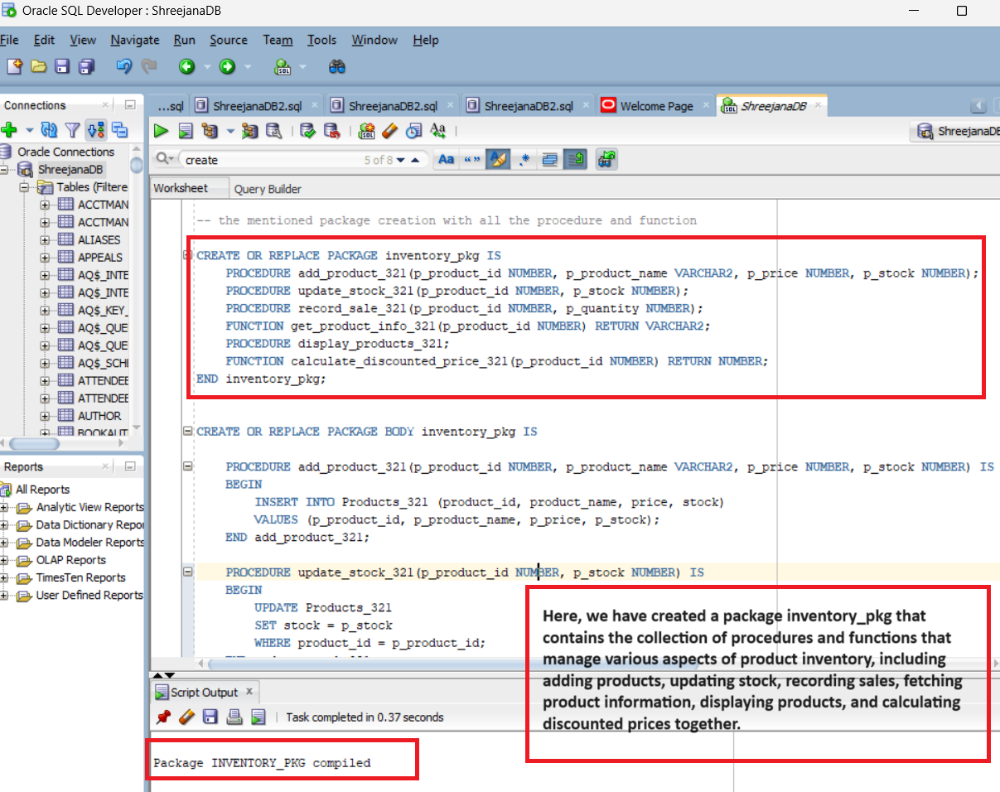 Oracle SQL Developer : ShreejanaDB
File Edit View Navigate Run Source Team Tools Window Help
Connections
...sql ShreejanaDB2.sql ShreejanaDB2.sql ShreejanaDB2.sql Welcome Page ShreejanaDB
Oracle Connections
ShreejanaDB
Tables (Filtere
ACCTMAN
ACCTMAN
ALIASES
APPEALS
AQ$_INTE
AQ$_INTE
AQ$_KEY_
AQ$_QUE
AQ$_QUE
AQ$_SCHI
ATTENDEE
ATTENDEE
AUTHOR
BOOKAUT
Reports
All Reports
Analytic View Reports
Data Dictionary Repor
Data Modeler Reports
OLAP Reports
TimesTen Reports
User Defined Reports
ShreejanaDB
create 5 of 8
Worksheet Query Builder
-- the mentioned package creation with all the procedure and function
CREATE OR REPLACE PACKAGE inventory_pkg IS
PROCEDURE add_product_321(p_product_id NUMBER, p_product_name VARCHAR2, p_price NUMBER, p_stock NUMBER);
PROCEDURE update_stock_321(p_product_id NUMBER, p_stock NUMBER);
PROCEDURE record_sale_321(p_product_id NUMBER, p_quantity NUMBER);
FUNCTION get_product_info_321(p_product_id NUMBER) RETURN VARCHAR2;
PROCEDURE display_products_321;
FUNCTION calculate_discounted_price_321(p_product_id NUMBER) RETURN NUMBER;
END inventory_pkg;
CREATE OR REPLACE PACKAGE BODY inventory_pkg IS
PROCEDURE add_product_321(p_product_id NUMBER, p_product_name VARCHAR2, p_price NUMBER, p_stock NUMBER) IS
BEGIN
INSERT INTO Products_321 (product_id, product_name, price, stock)
VALUES (p_product_id, p_product_name, p_price, p_stock);
END add_product_321;
PROCEDURE update_stock_321(p_product_id NUMBER, p_stock NUMBER) IS
BEGIN
UPDATE Products_321
SET stock = p_stock
WHERE product_id = p_product_id;
Here, we have created a package inventory_pkg that
contains the collection of procedures and functions that
manage various aspects of product inventory, including
adding products, updating stock, recording sales, fetching
product information, displaying products, and calculating
discounted prices together.
Script Output
Task completed in 0.37 seconds
Package INVENTORY_PKG compiled